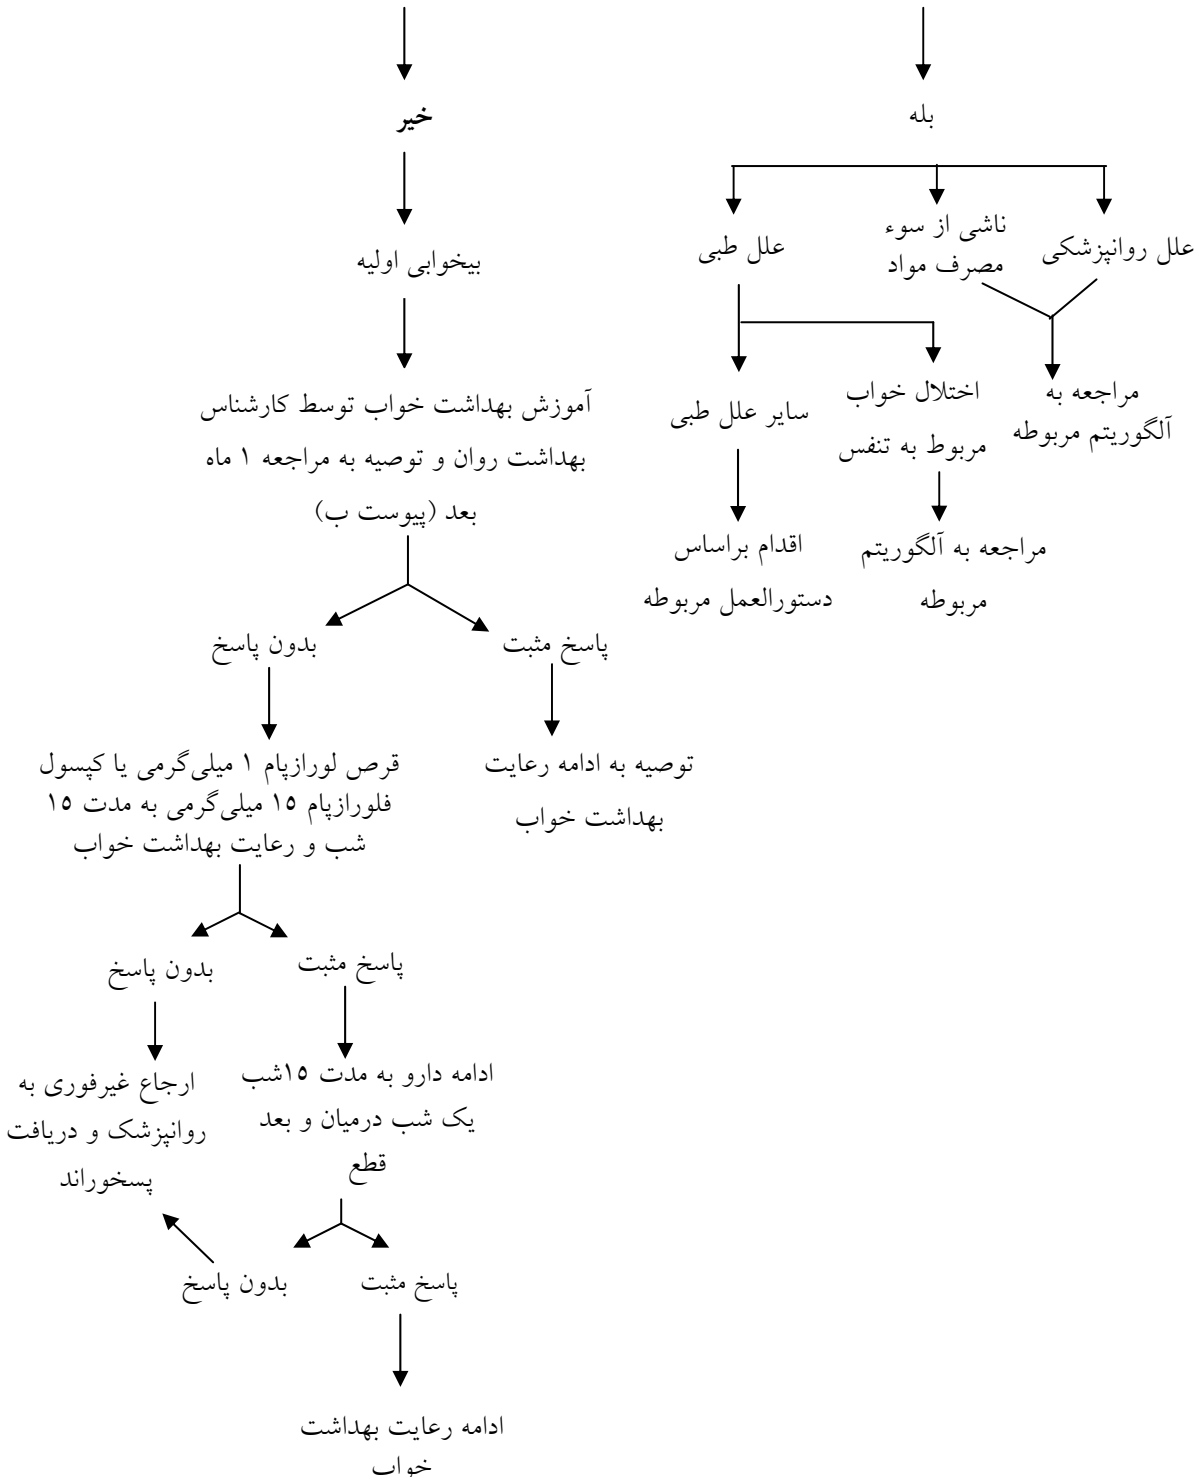 بله
خیر
علل روانپزشکی
ناشی از سوء
مصرف مواد
علل طبی
بیخوابی اولیه
مراجعه به
آلگوریتم مربوطه
اختلال خواب
مربوط به تنفس
سایر علل طبی
آموزش بهداشت خواب توسط کارشناس
بهداشت روان و توصیه به مراجعه ۱ ماه
بعد (پیوست ب)
مراجعه به آلگوریتم
مربوطه
اقدام براساس
دستورالعمل مربوطه
پاسخ مثبت
بدون پاسخ
توصیه به ادامه رعایت
بهداشت خواب
قرص لورازپام ۱ میلی‌گرمی یا کپسول
فلورازپام ۱۵ میلی‌گرمی به مدت ۱۵
شب و رعایت بهداشت خواب
پاسخ مثبت
بدون پاسخ
ادامه دارو به مدت ۱۵شب
یک شب درمیان و بعد
قطع
ارجاع غیرفوری به
روانپزشک و دریافت
پسخوراند
پاسخ مثبت
بدون پاسخ
ادامه رعایت بهداشت
خواب